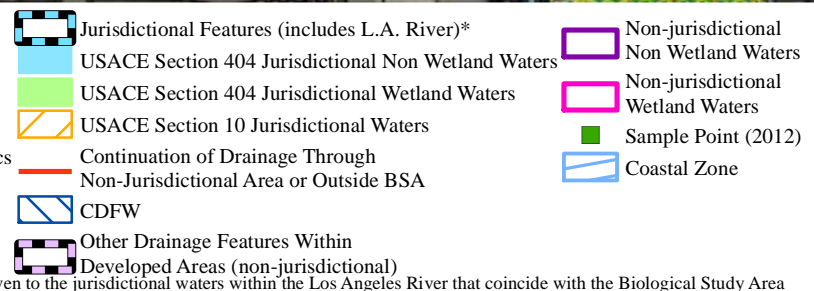 Jurisdictional Features (includes L.A. River)*
USACE Section 404 Jurisdictional Non Wetland Waters
USACE Section 404 Jurisdictional Wetland Waters
USACE Section 10 Jurisdictional Waters
Continuation of Drainage Through
Non-Jurisdictional Area or Outside BSA
CDFW
Other Drainage Features Within
Developed Areas (non-jurisdictional)
Non-jurisdictional
Non Wetland Waters
Non-jurisdictional
Wetland Waters
Sample Point (2012)
Coastal Zone
to the jurisdictional waters within the Los Angeles River that coincide with the Biological Study Area